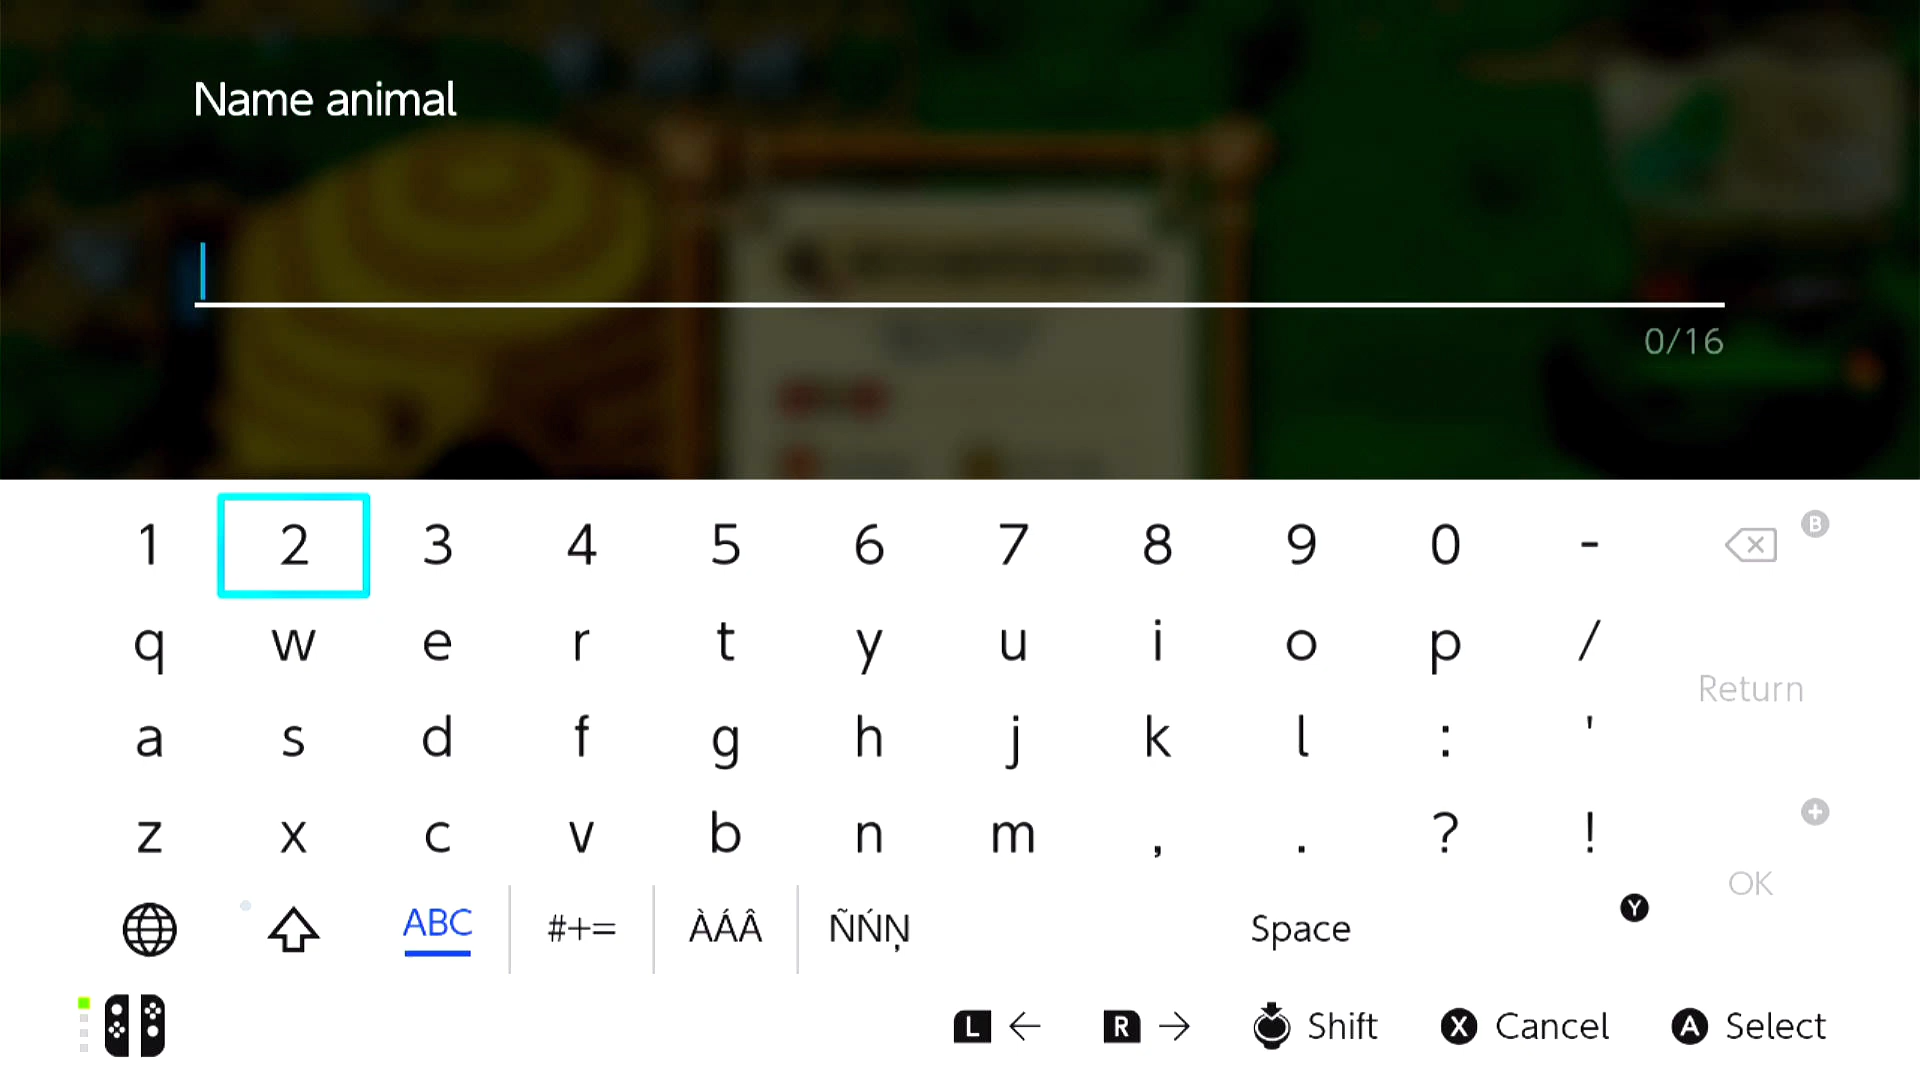 Name animal
0/16
1 2 3 4 5 6 7 8 9 0 - B
q w e r t y u i o p /
Return
a s d f g h j k l : '
z x c v b n m , . ? ! +
OK
ABC #+= ÀÁÂ ÑŃŅ Space Y
L ← R → Shift X Cancel A Select